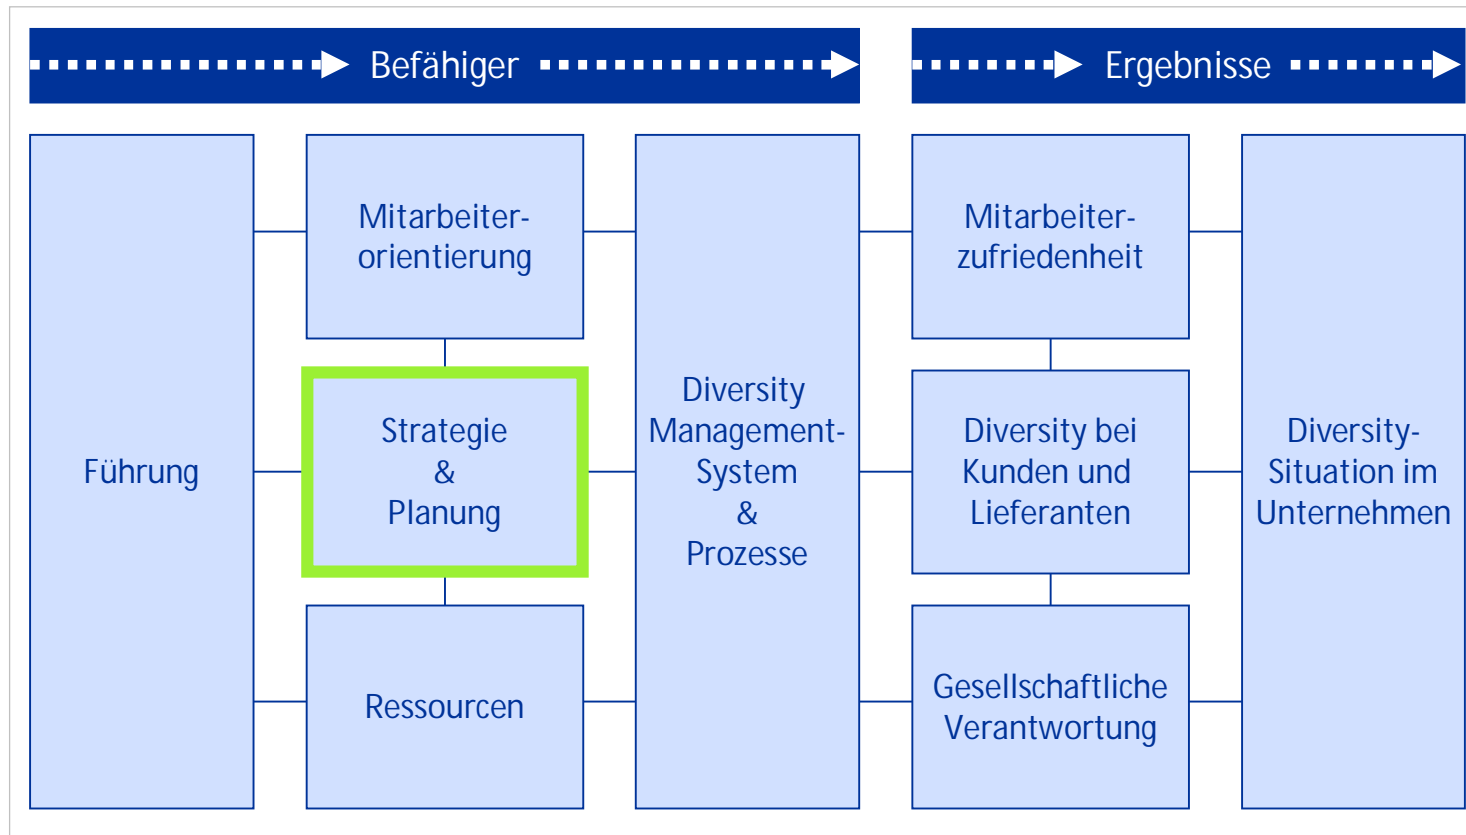 Befähiger
Ergebnisse
Führung
Mitarbeiter-
orientierung
Strategie
&
Planung
Ressourcen
Diversity
Management-
System
&
Prozesse
Mitarbeiter-
zufriedenheit
Diversity bei
Kunden und
Lieferanten
Gesellschaftliche
Verantwortung
Diversity-
Situation im
Unternehmen